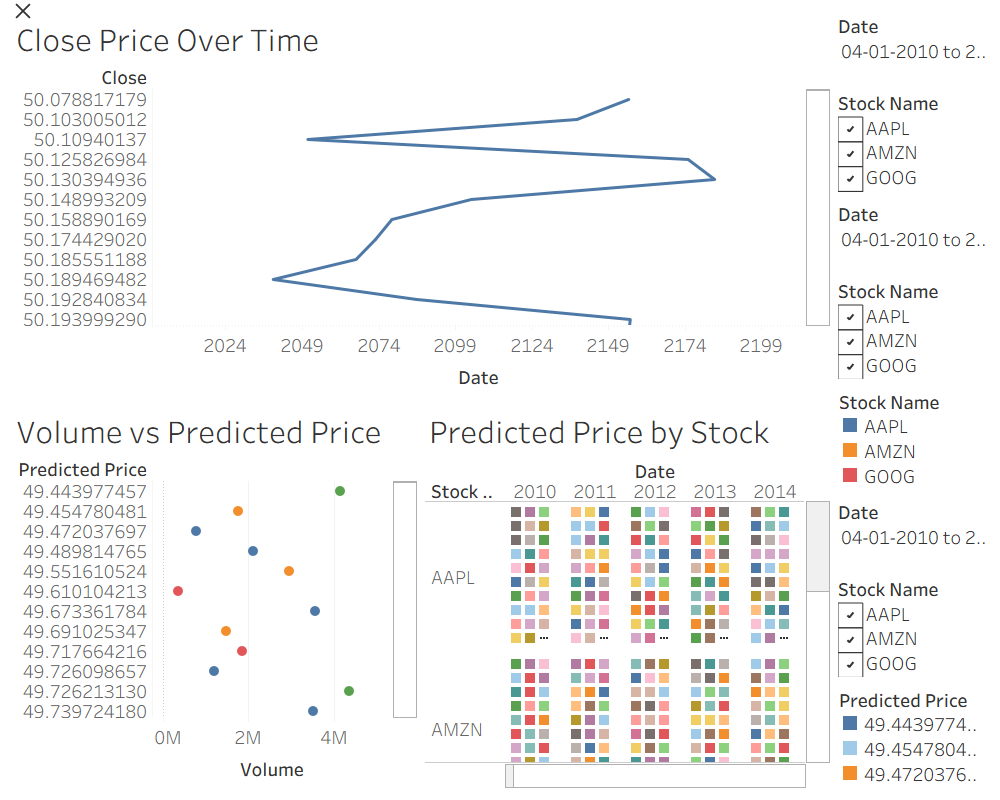 Close Price Over Time
Close
50.078817179
50.103005012
50.10940137
50.125826984
50.130394936
50.148993209
50.158890169
50.174429020
50.185551188
50.189469482
50.192840834
50.193999290
2024 2049 2074 2099 2124 2149 2174 2199
Date
Volume vs Predicted Price
Predicted Price
49.443977457
49.454780481
49.472037697
49.489814765
49.551610524
49.610104213
49.673361784
49.691025347
49.717664216
49.726098657
49.726213130
49.739724180
0M 2M 4M
Volume
Predicted Price by Stock
Date
Stock .. 2010 2011 2012 2013 2014
AAPL
AMZN
Date
04-01-2010 to 2..
Stock Name
AAPL
AMZN
GOOG
Date
04-01-2010 to 2..
Stock Name
AAPL
AMZN
GOOG
Stock Name
AAPL
AMZN
GOOG
Date
04-01-2010 to 2..
Stock Name
AAPL
AMZN
GOOG
Predicted Price
49.4439774..
49.4547804..
49.4720376..